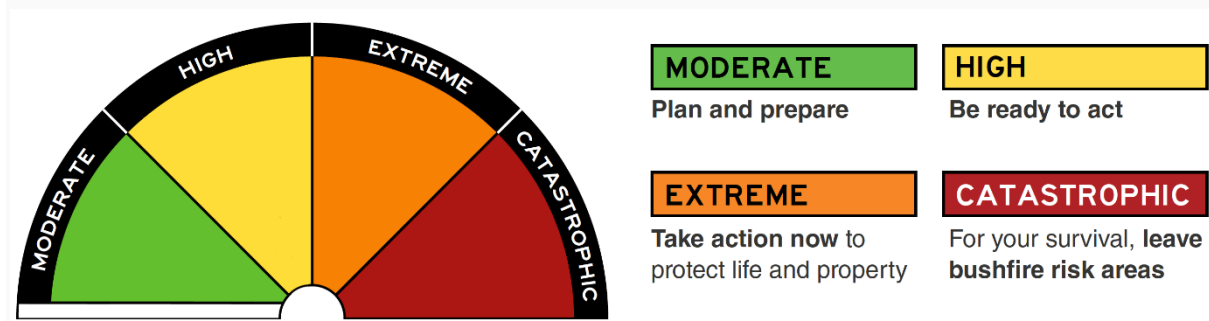 MODERATE
HIGH
EXTREME
CATASTROPHIC
MODERATE
Plan and prepare
HIGH
Be ready to act
EXTREME
Take action now to
protect life and property
CATASTROPHIC
For your survival, leave
bushfire risk areas